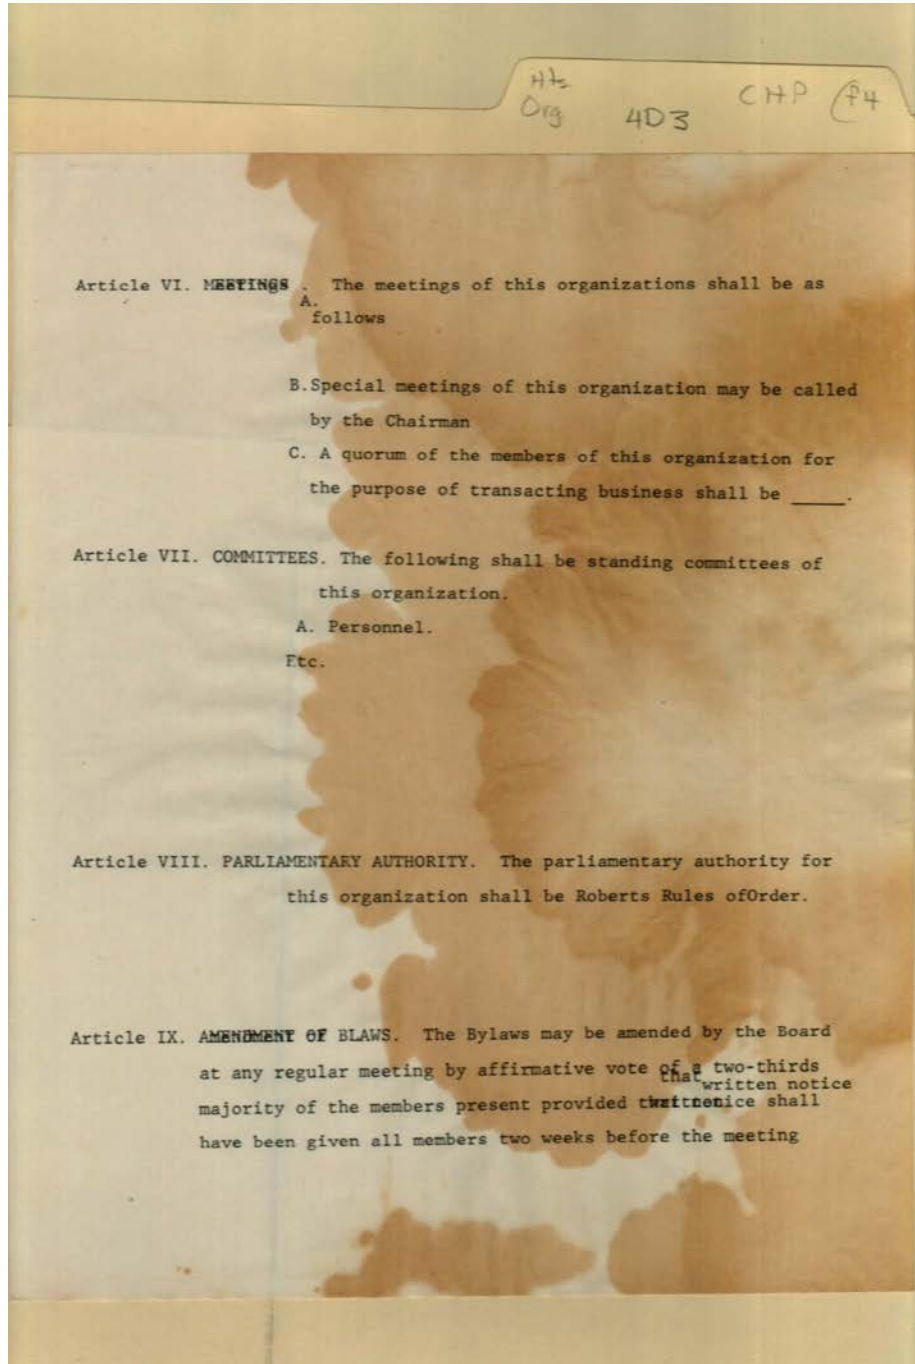 Hts
Org
4D3
CHP
P4
Article VI. MEETINGS . The meetings of this organizations shall be as
A.
follows
B.Special meetings of this organization may be called
by the Chairman
C. A quorum of the members of this organization for
the purpose of transacting business shall be _____.
Article VII. COMMITTEES. The following shall be standing committees of
this organization.
A. Personnel.
Etc.
Article VIII. PARLIAMENTARY AUTHORITY. The parliamentary authority for
this organization shall be Roberts Rules ofOrder.
Article IX. AMENDMENT OF BLAWS. The Bylaws may be amended by the Board
at any regular meeting by affirmative vote of a two-thirds
that written notice
majority of the members present provided shall
have been given all members two weeks before the meeting